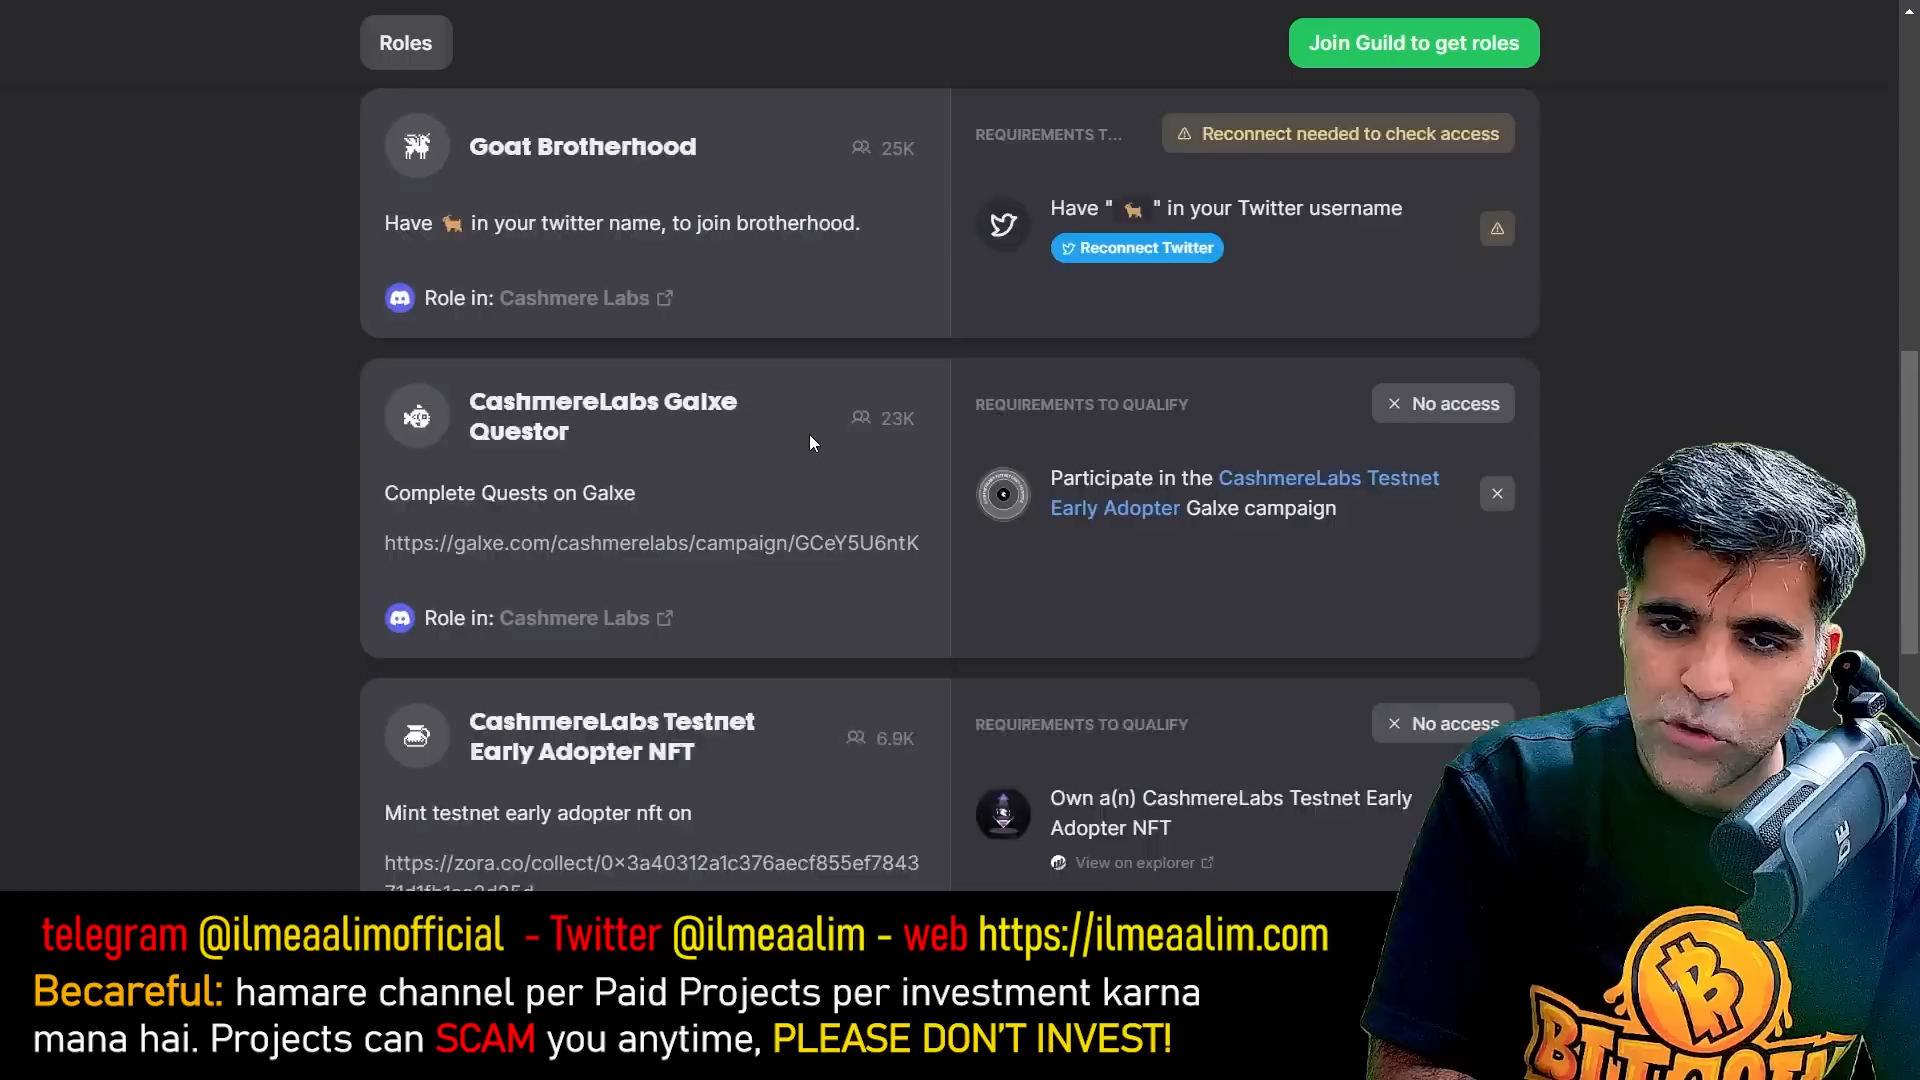 Roles
Join Guild to get roles
Goat Brotherhood
25K
REQUIREMENTS T...
Reconnect needed to check access
Have 🐐 in your twitter name, to join brotherhood.
Have " 🐐 " in your Twitter username
Reconnect Twitter
Role in: Cashmere Labs
CashmereLabs Galxe
Questor
23K
REQUIREMENTS TO QUALIFY
No access
Complete Quests on Galxe
Participate in the CashmereLabs Testnet
Early Adopter Galxe campaign
https://galxe.com/cashmerelabs/campaign/GCeY5U6ntK
Role in: Cashmere Labs
CashmereLabs Testnet
Early Adopter NFT
6.9K
REQUIREMENTS TO QUALIFY
No access
Mint testnet early adopter nft on
Own a(n) CashmereLabs Testnet Early
Adopter NFT
View on explorer
https://zora.co/collect/0x3a40312a1c376aecf855ef7843
telegram @ilmeaalimofficial - Twitter @ilmeaalim - web https://ilmeaalim.com
Becareful: hamare channel per Paid Projects per investment karna
mana hai. Projects can SCAM you anytime, PLEASE DON'T INVEST!